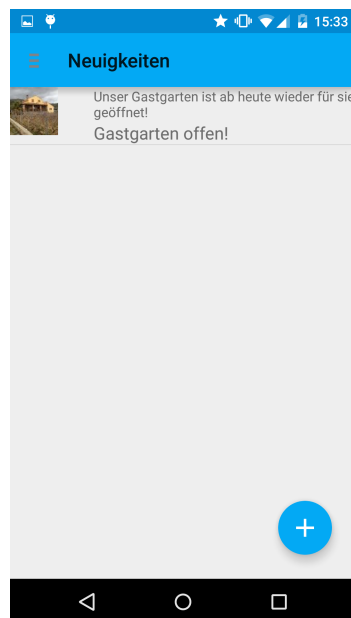 15:33
Neuigkeiten
Unser Gastgarten ist ab heute wieder für sie
geöffnet!
Gastgarten offen!